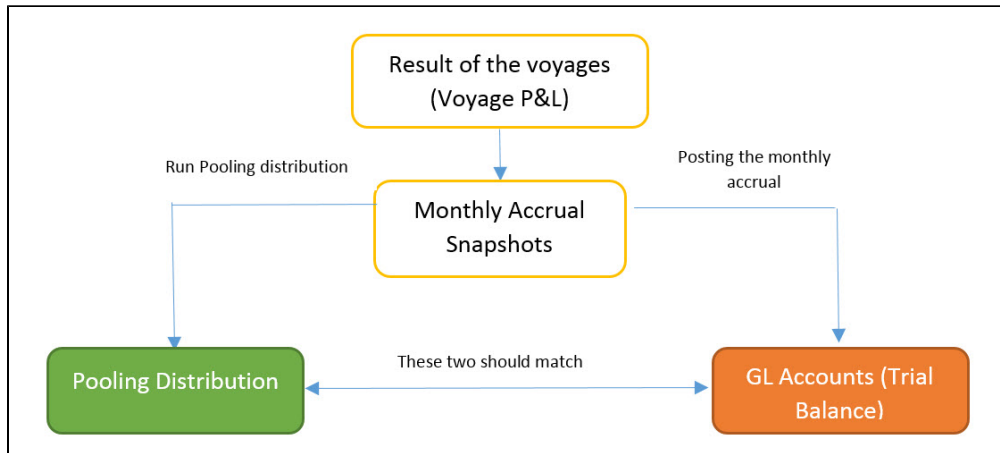 Result of the voyages
(Voyage P&L)
Run Pooling distribution
Posting the monthly
accrual
Monthly Accrual
Snapshots
Pooling Distribution
These two should match
GL Accounts (Trial
Balance)